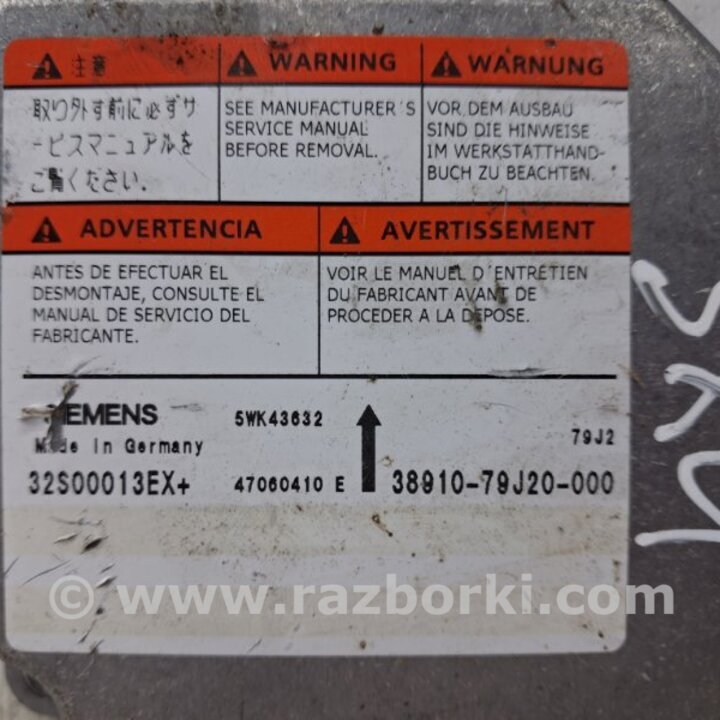 注意
取り外す前に必ずサ
ービスマニュアルを
ご覧ください.
WARNING
SEE MANUFACTURER'S
SERVICE MANUAL
BEFORE REMOVAL.
WARNUNG
VOR DEM AUSBAU
SIND DIE HINWEISE
IM WERKSTATTHAND-
BUCH ZU BEACHTEN.
ADVERTENCIA
ANTES DE EFECTUAR EL
DESMONTAJE, CONSULTE EL
MANUAL DE SERVICIO DEL
FABRICANTE.
AVERTISSEMENT
VOIR LE MANUEL D'ENTRETIEN
DU FABRICANT AVANT DE
PROCEDER A LA DEPOSE.
SIEMENS
5WK43632
79J2
Made in Germany
32S00013EX+
47060410 E
38910-79J20-000
© www.razborki.com